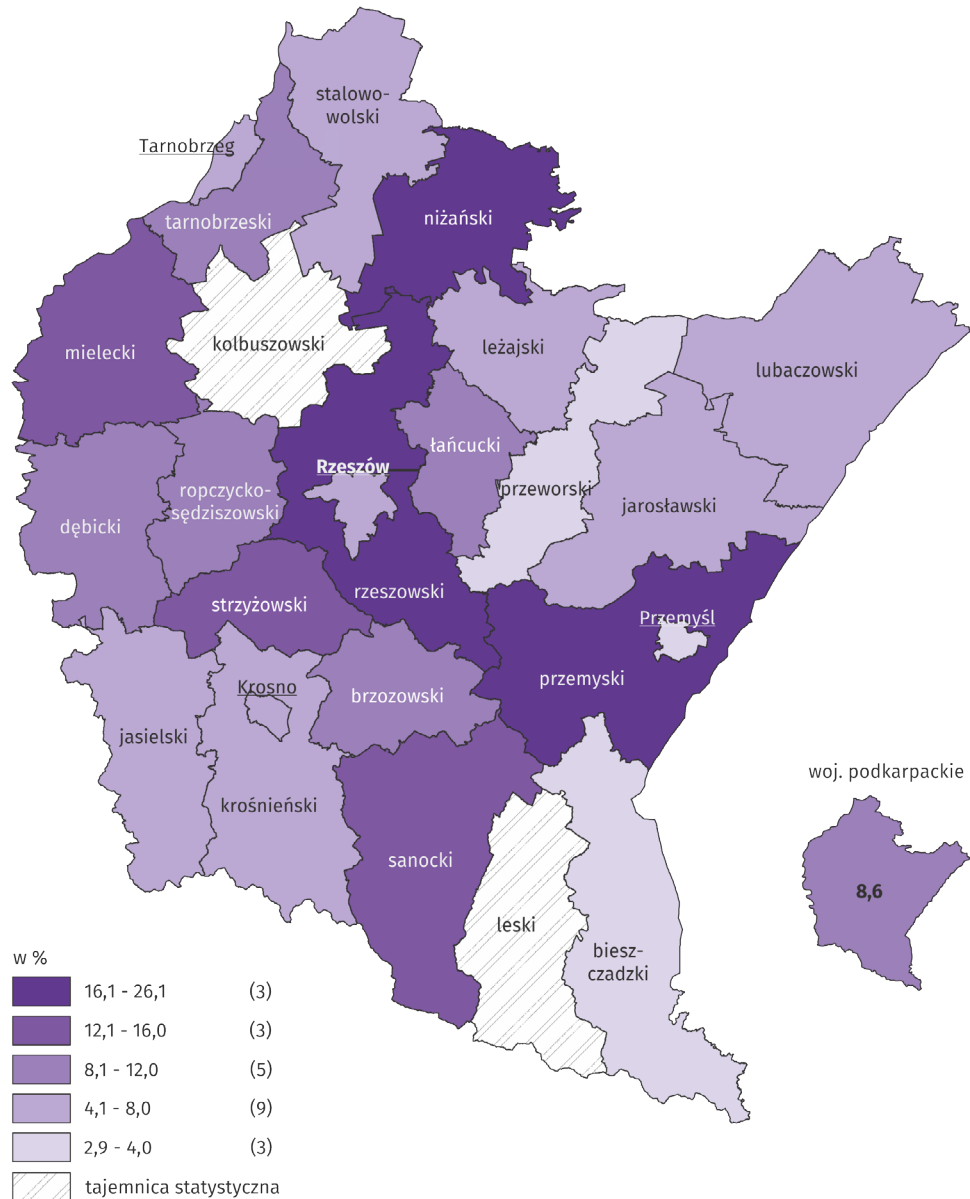 stalowo-
wolski
Tarnobrzeg
tarnobrzeski
niżański
kolbuszowski
mielecki
leżajski
lubaczowski
łańcucki
Rzeszów
ropczycko-
sędziszowski
przeworski
jarosławski
dębicki
rzeszowski
strzyżowski
Przemyśl
przemyski
Krosno
brzozowski
jasielski
krośnieński
sanocki
leski
biesz-
czadzki
woj. podkarpackie
8,6
w %
16,1 - 26,1 (3)
12,1 - 16,0 (3)
8,1 - 12,0 (5)
4,1 - 8,0 (9)
2,9 - 4,0 (3)
tajemnica statystyczna